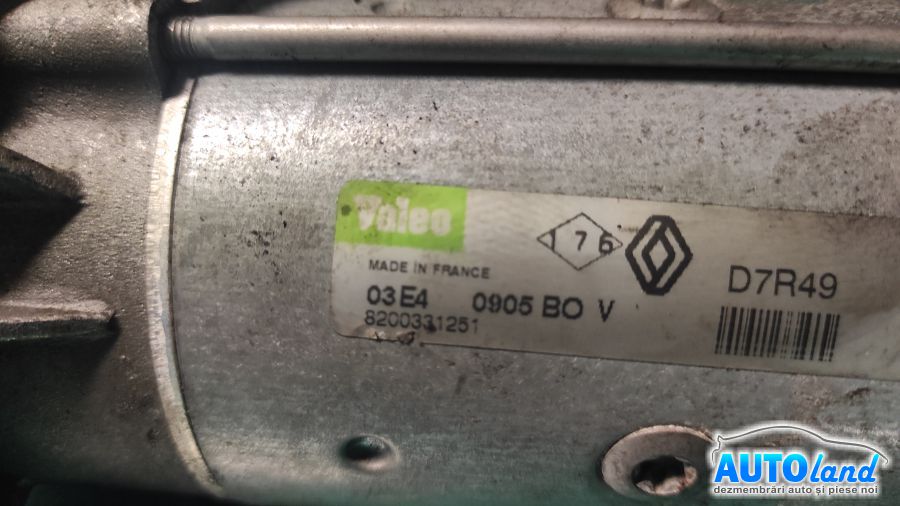 Valeo
176
D7R49
MADE IN FRANCE
03E4 0905 BO V
8200331251
AUTOland
dezmembrări auto și piese noi